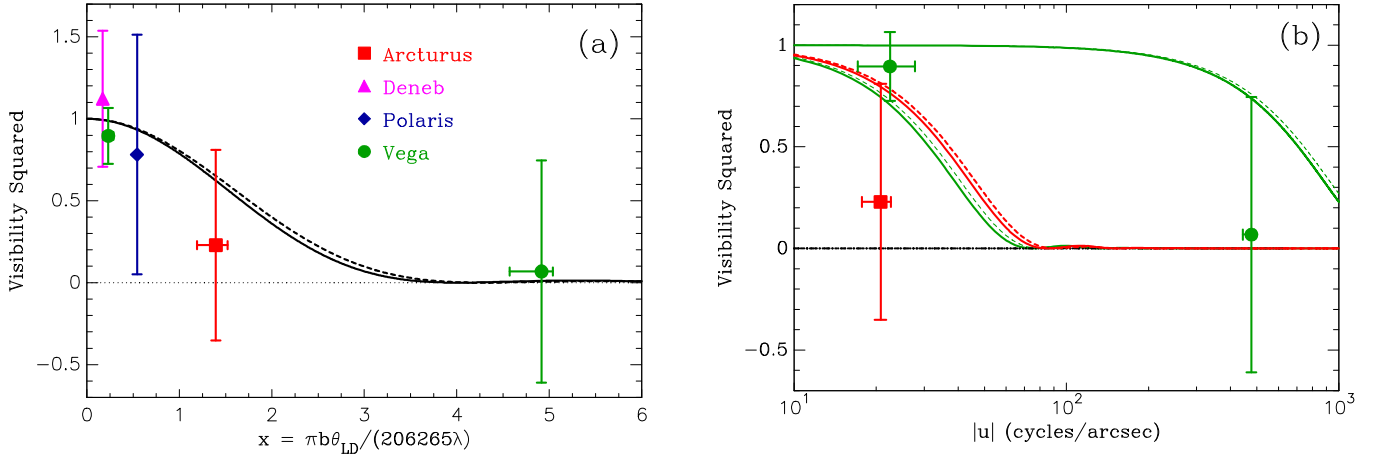 (a)
Arcturus
Deneb
Polaris
Vega
Visibility Squared
1.5
1
0.5
0
−0.5
0 1 2 3 4 5 6
x = πbθ_LD/(206265λ)
(b)
Visibility Squared
1
0.5
0
−0.5
10^1 10^2 10^3
|u| (cycles/arcsec)